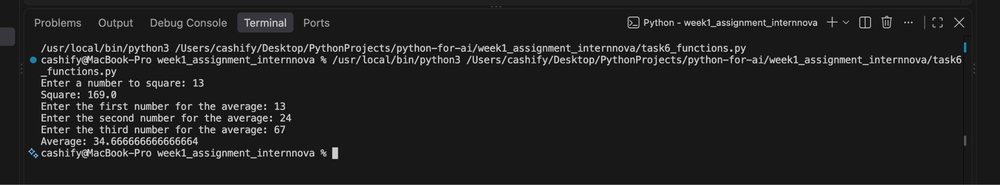 Problems Output Debug Console Terminal Ports Python - week1_assignment_internnova
/usr/local/bin/python3 /Users/cashify/Desktop/PythonProjects/python-for-ai/week1_assignment_internnova/task6_functions.py
cashify@MacBook-Pro week1_assignment_internnova % /usr/local/bin/python3 /Users/cashify/Desktop/PythonProjects/python-for-ai/week1_assignment_internnova/task6
_functions.py
Enter a number to square: 13
Square: 169.0
Enter the first number for the average: 13
Enter the second number for the average: 24
Enter the third number for the average: 67
Average: 34.666666666666664
cashify@MacBook-Pro week1_assignment_internnova %